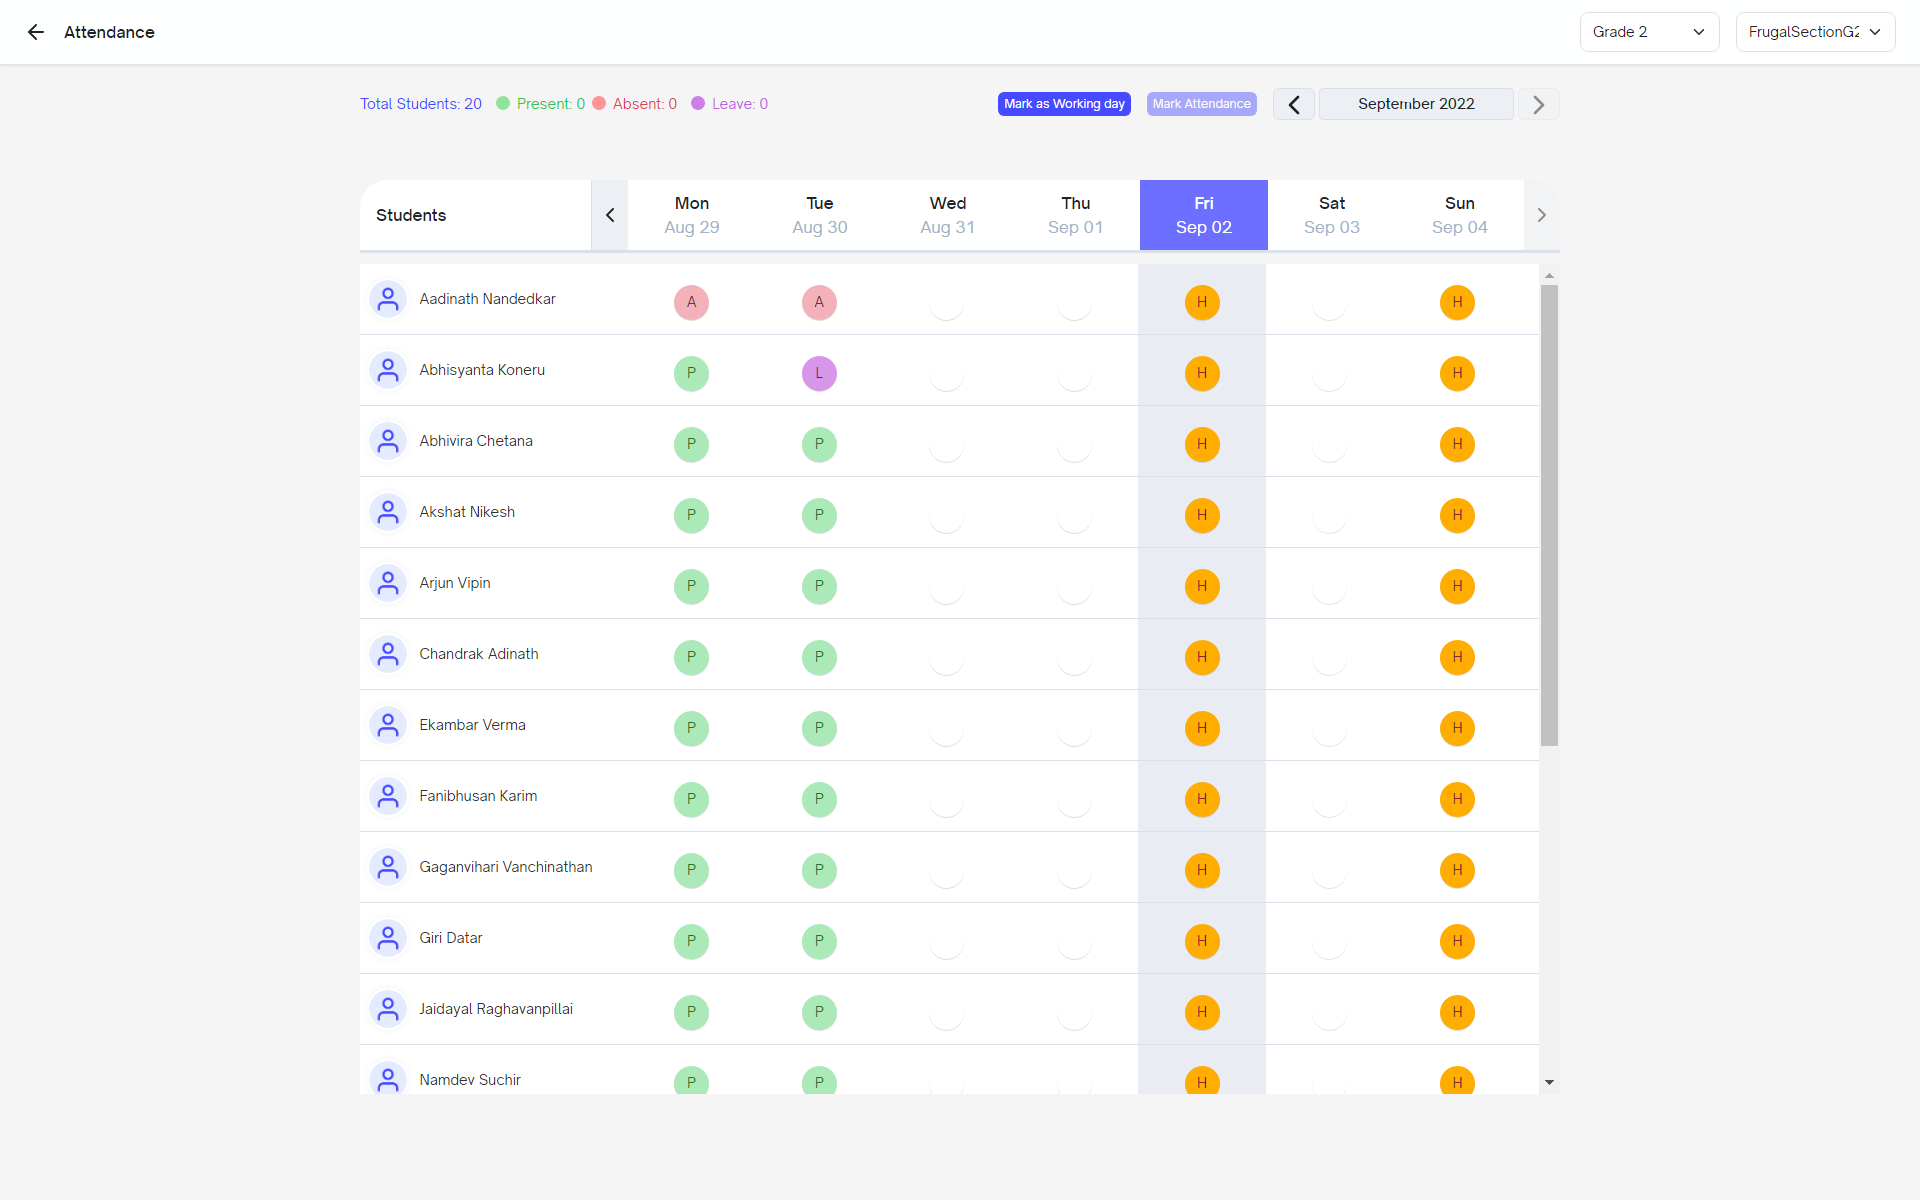 Attendance
Grade 2
FrugalSectionG2
Total Students: 20 Present: 0 Absent: 0 Leave: 0
Mark as Working day
Mark Attendance
September 2022
Students
Mon Tue Wed Thu Fri Sat Sun
Aug 29 Aug 30 Aug 31 Sep 01 Sep 02 Sep 03 Sep 04
Aadinath Nandedkar A A H H
Abhisyanta Koneru P L H H
Abhivira Chetana P P H H
Akshat Nikesh P P H H
Arjun Vipin P P H H
Chandrak Adinath P P H H
Ekambar Verma P P H H
Fanibhusan Karim P P H H
Gaganvihari Vanchinathan P P H H
Giri Datar P P H H
Jaidayal Raghavanpillai P P H H
Namdev Suchir P P H H